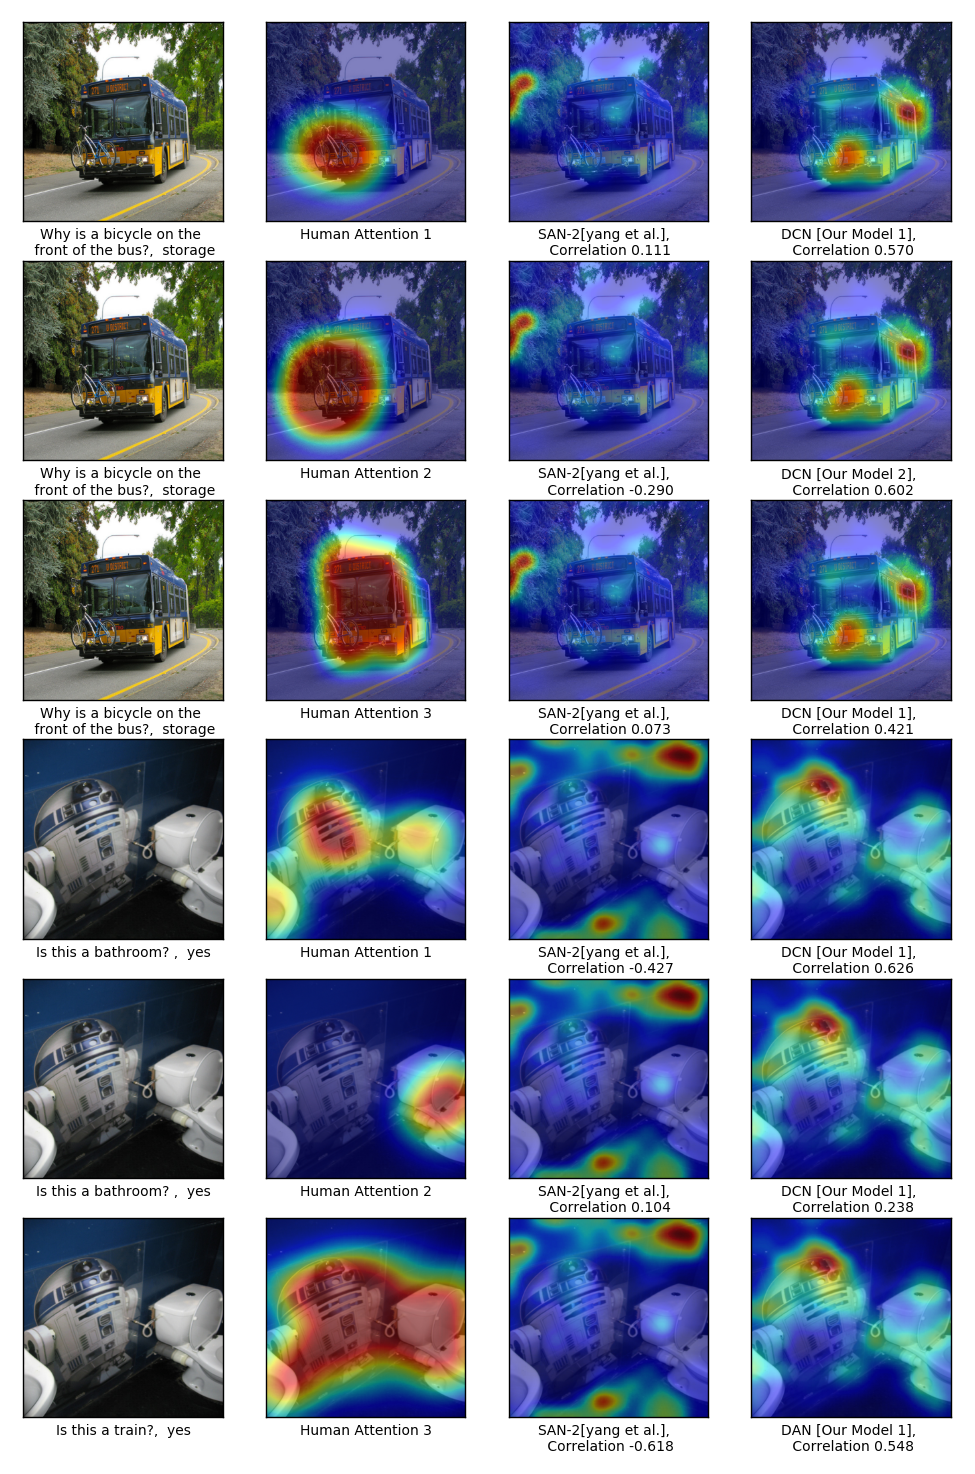 Why is a bicycle on the
front of the bus?,  storage
Human Attention 1
SAN-2[yang et al.],
Correlation 0.111
DCN [Our Model 1],
Correlation 0.570
Why is a bicycle on the
front of the bus?,  storage
Human Attention 2
SAN-2[yang et al.],
Correlation -0.290
DCN [Our Model 2],
Correlation 0.602
Why is a bicycle on the
front of the bus?,  storage
Human Attention 3
SAN-2[yang et al.],
Correlation 0.073
DCN [Our Model 1],
Correlation 0.421
Is this a bathroom? ,  yes
Human Attention 1
SAN-2[yang et al.],
Correlation -0.427
DCN [Our Model 1],
Correlation 0.626
Is this a bathroom? ,  yes
Human Attention 2
SAN-2[yang et al.],
Correlation 0.104
DCN [Our Model 1],
Correlation 0.238
Is this a train?,  yes
Human Attention 3
SAN-2[yang et al.],
Correlation -0.618
DAN [Our Model 1],
Correlation 0.548